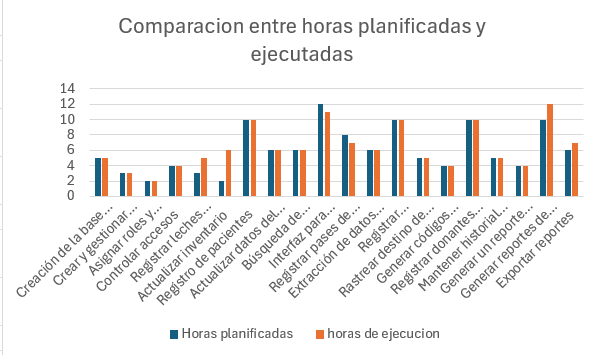 Comparacion entre horas planificadas y
ejecutadas
14
12
10
8
6
4
2
0
Creación de la base...
Crear y gestionar...
Asignar roles y...
Controlar accesos
Registrar leches...
Actualizar inventario
Registro de pacientes
Actualizar datos del...
Búsqueda de...
Interfaz para...
Registrar pases de...
Extracción de datos...
Registrar...
Rastrear destino de...
Generar códigos...
Registrar donantes...
Mantener historial...
Generar un reporte...
Generar reportes de...
Exportar reportes
Horas planificadas
horas de ejecucion